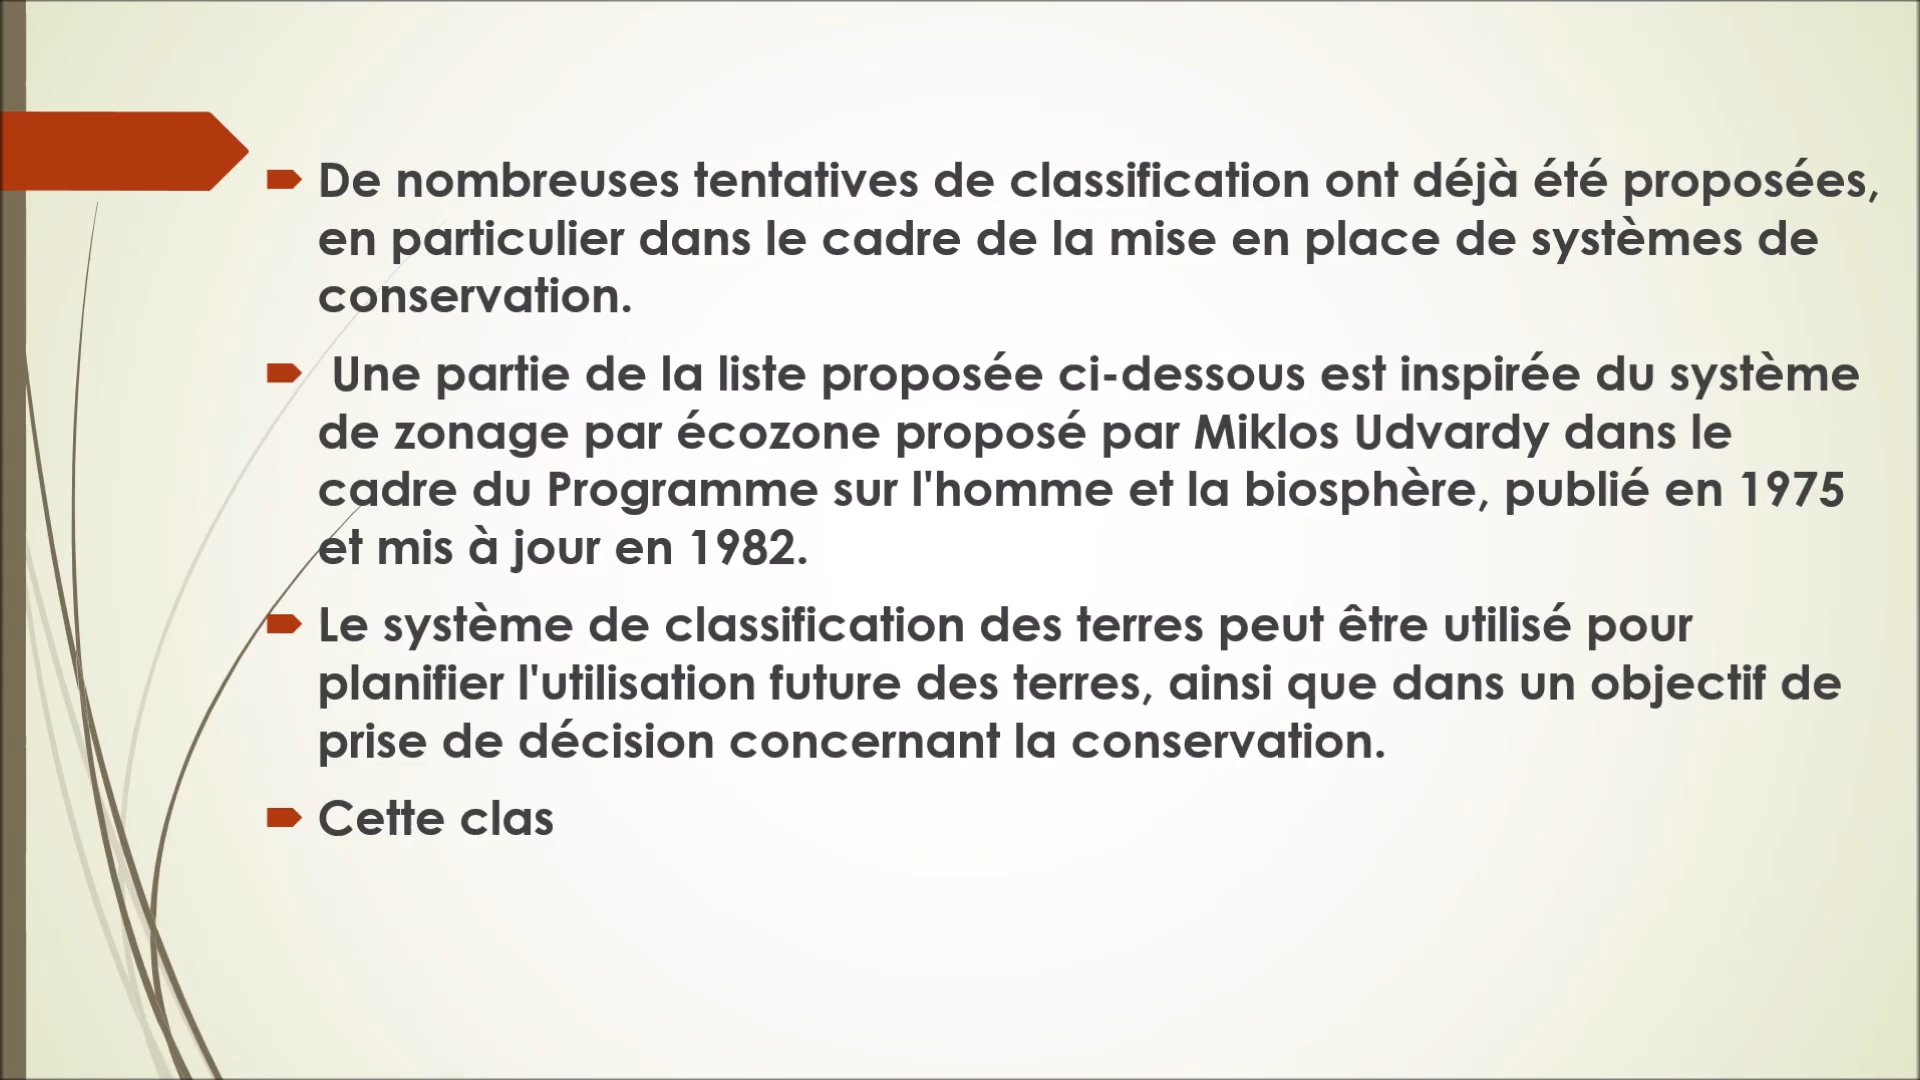 De nombreuses tentatives de classification ont déjà été proposées,
en particulier dans le cadre de la mise en place de systèmes de
conservation.
Une partie de la liste proposée ci-dessous est inspirée du système
de zonage par écozone proposé par Miklos Udvardy dans le
cadre du Programme sur l'homme et la biosphère, publié en 1975
et mis à jour en 1982.
Le système de classification des terres peut être utilisé pour
planifier l'utilisation future des terres, ainsi que dans un objectif de
prise de décision concernant la conservation.
Cette clas